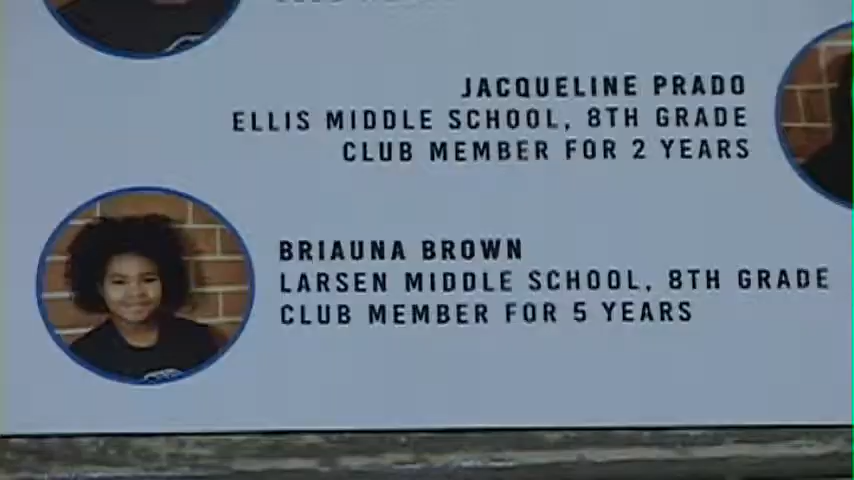 JACQUELINE PRADO
ELLIS MIDDLE SCHOOL, 8TH GRADE
CLUB MEMBER FOR 2 YEARS
BRIAUNA BROWN
LARSEN MIDDLE SCHOOL, 8TH GRADE
CLUB MEMBER FOR 5 YEARS